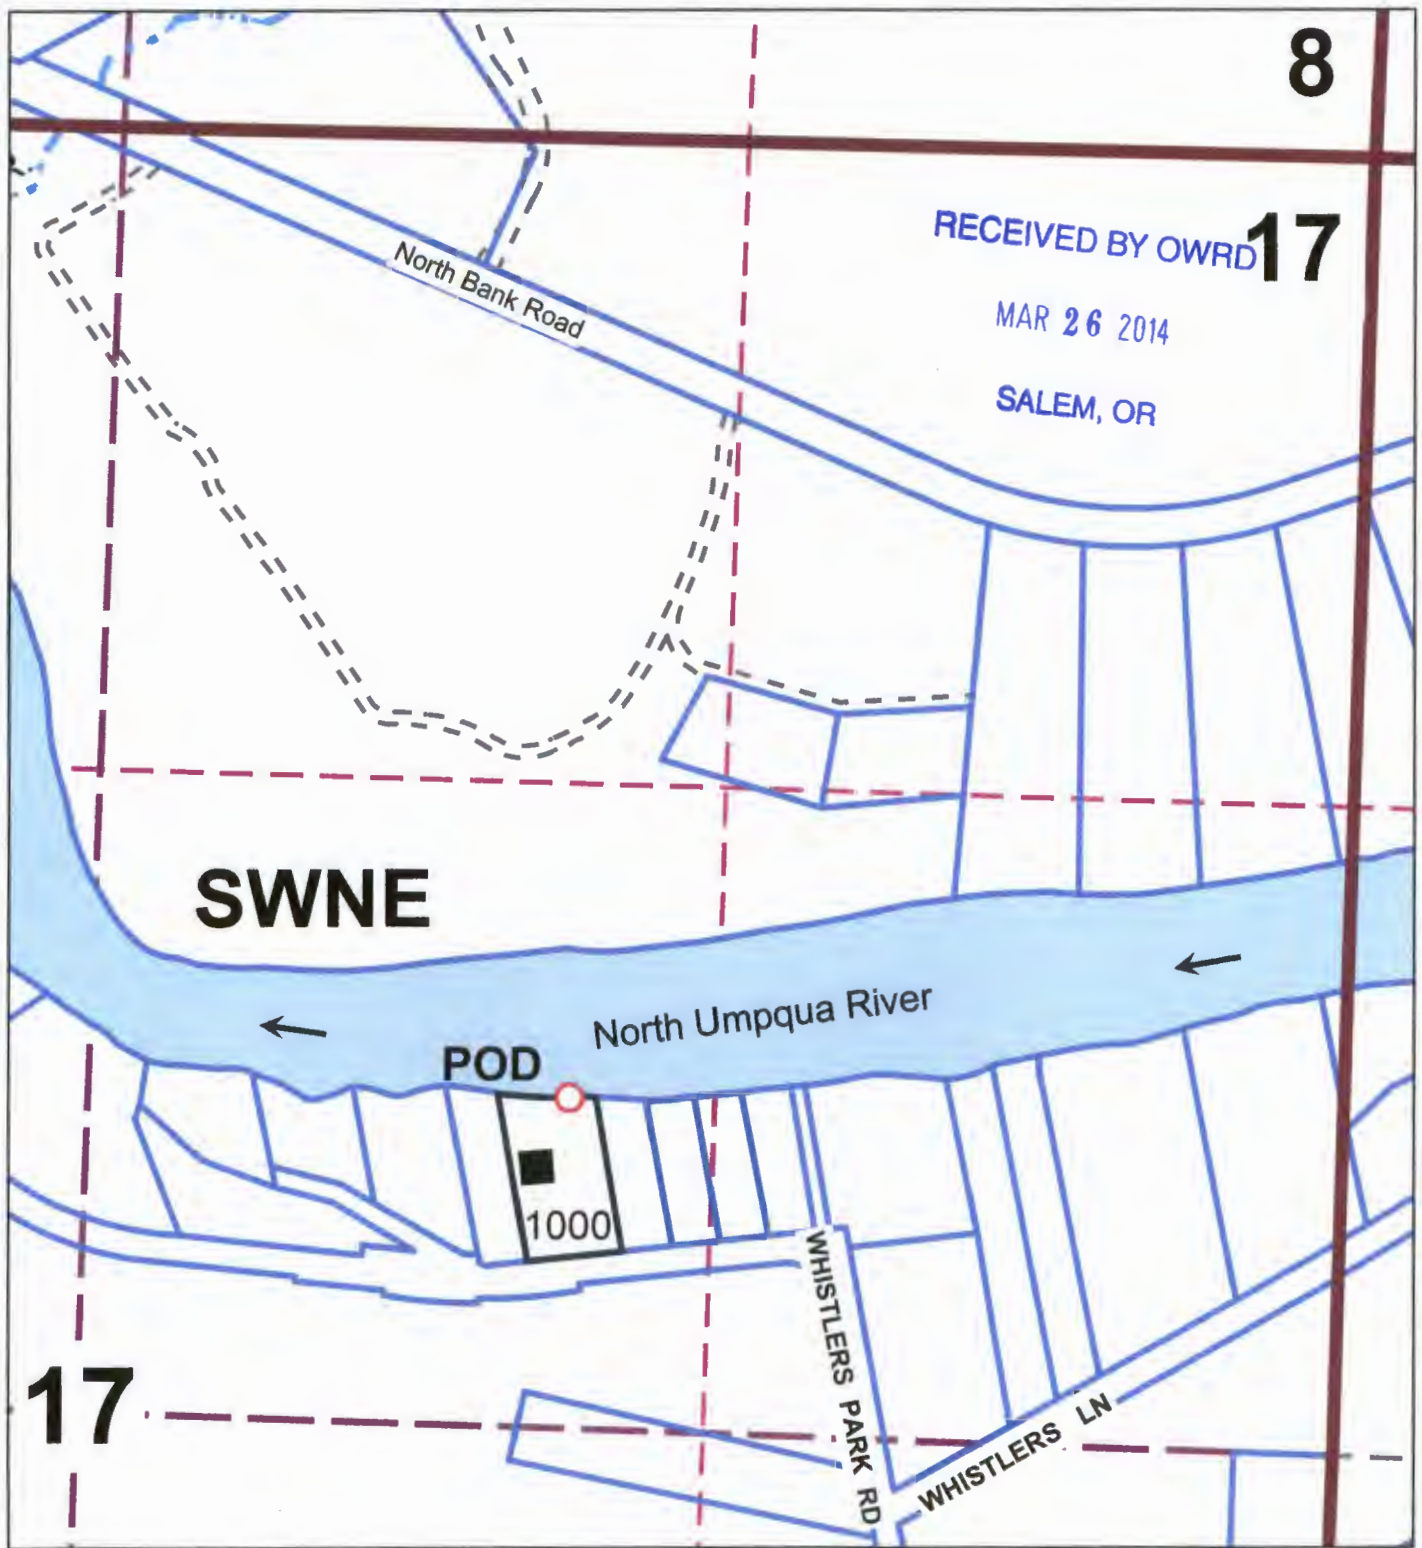 8
RECEIVED BY OWRD
17
MAR 26 2014
SALEM, OR
North Bank Road
SWNE
North Umpqua River
POD
1000
WHISTLERS PARK RD
WHISTLERS LN
17